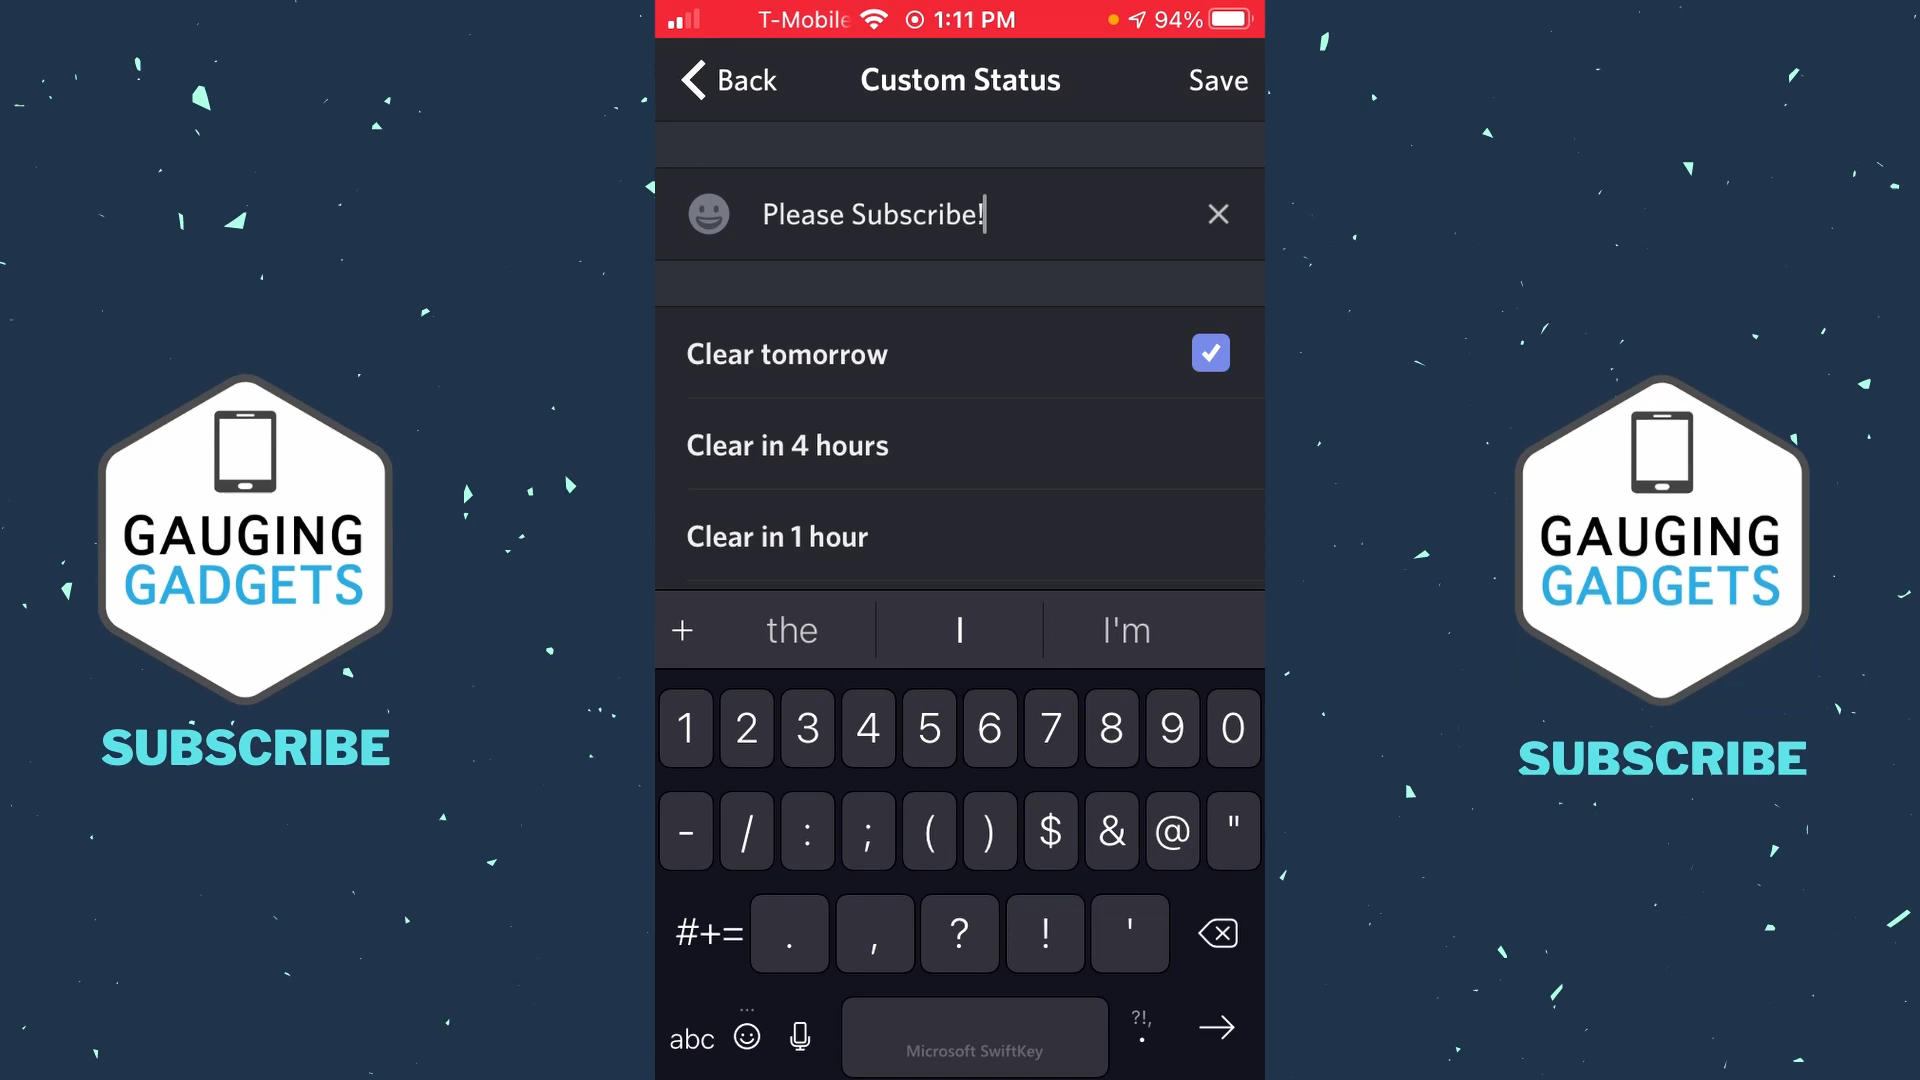 T-Mobile 1:11 PM 94%
Back Custom Status Save
Please Subscribe!
Clear tomorrow
Clear in 4 hours
Clear in 1 hour
+ the I I'm
1 2 3 4 5 6 7 8 9 0
- / : ; ( ) $ & @ "
#+= . , ? ! '
abc ?!, .
Microsoft SwiftKey
GAUGING
GADGETS
SUBSCRIBE
GAUGING
GADGETS
SUBSCRIBE